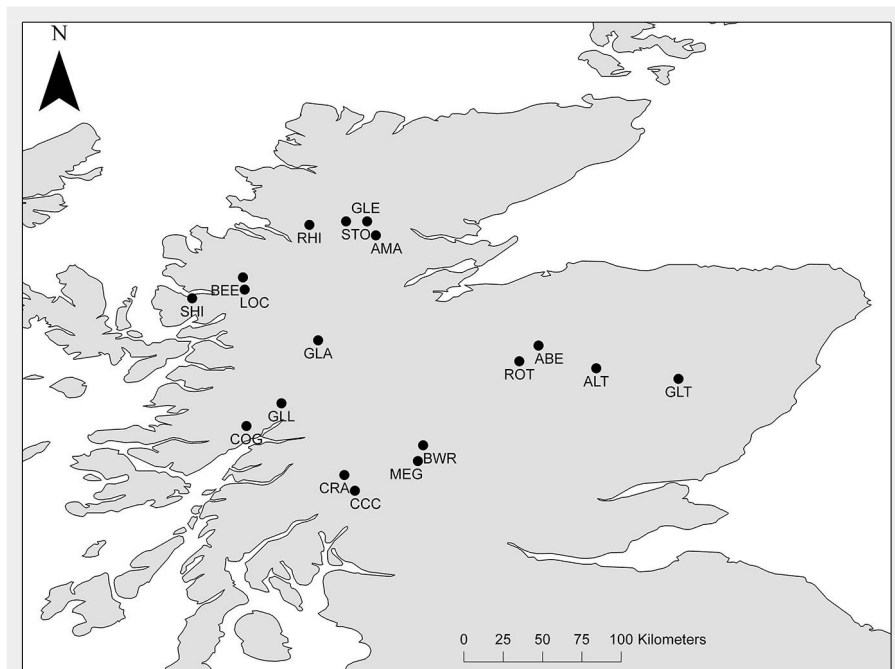 N
GLE
RHI
STO
AMA
BEE
LOC
SHI
GLA
ABE
ROT
ALT
GLT
GLL
COG
BWR
MEG
CRA
CCC
0 25 50 75 100 Kilometers